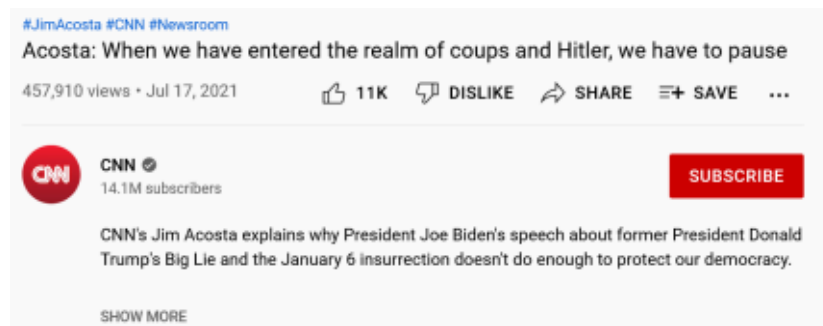 #JimAcosta #CNN #Newsroom
Acosta: When we have entered the realm of coups and Hitler, we have to pause
457,910 views • Jul 17, 2021 11K DISLIKE SHARE SAVE ...
CNN CNN
14.1M subscribers SUBSCRIBE
CNN's Jim Acosta explains why President Joe Biden's speech about former President Donald
Trump's Big Lie and the January 6 insurrection doesn't do enough to protect our democracy.
SHOW MORE